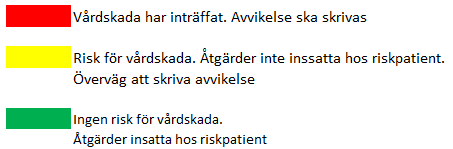 Vårdskada har inträffat. Avvikelse ska skrivas
Risk för vårdskada. Åtgärder inte inssatta hos riskpatient.
Överväg att skriva avvikelse
Ingen risk för vårdskada.
Åtgärder insatta hos riskpatient